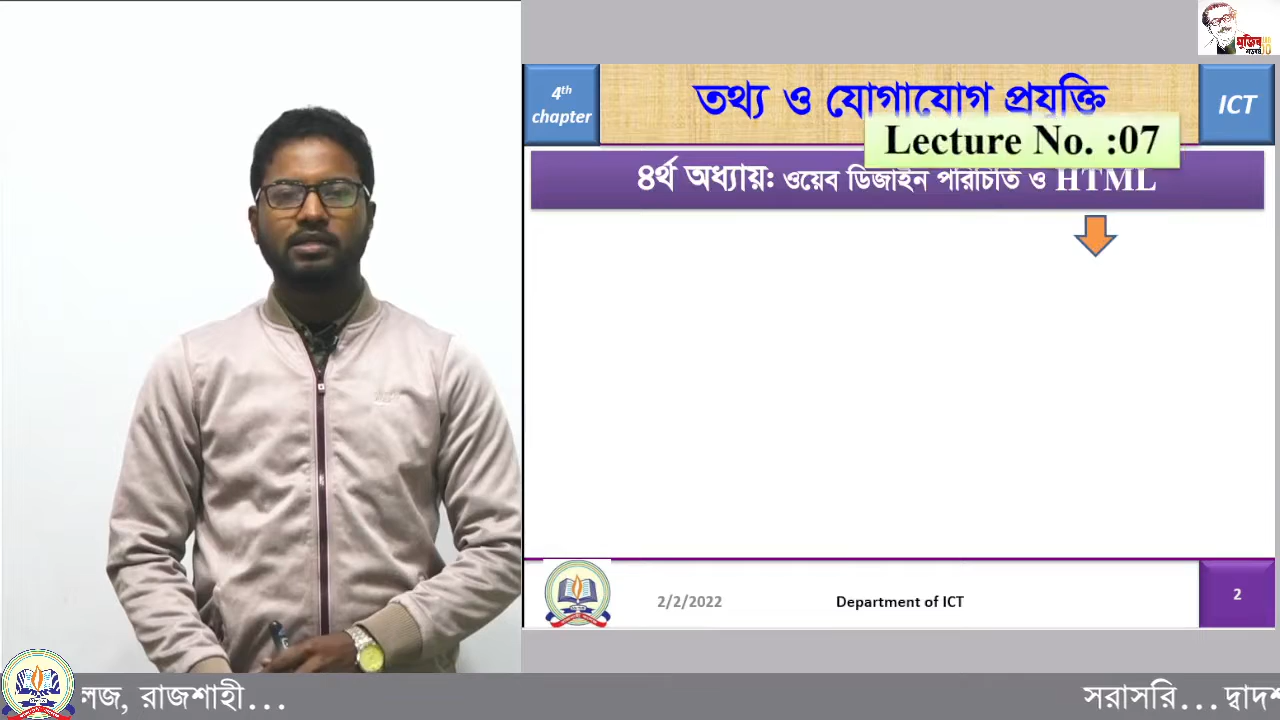 মুজিব
4th
chapter
তথ্য ও যোগাযোগ প্রযুক্তি
ICT
Lecture No. :07
৪র্থ অধ্যায়: ওয়েব ডিজাইন পরিচিতি ও HTML
2/2/2022
Department of ICT
2
লজ, রাজশাহী...
সরাসরি...